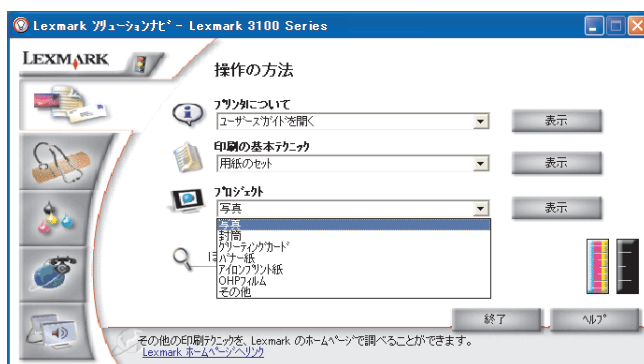 Lexmark ソリューションナビ - Lexmark 3100 Series
LEXMARK
操作の方法
プリンタについて
ユーザーズガイドを開く
表示
印刷の基本テクニック
用紙のセット
表示
プロジェクト
写真
表示
写真
封筒
グリーティングカード
バナー紙
アイロンプリント紙
OHPフィルム
その他
終了
ヘルプ
その他の印刷テクニックを、Lexmark のホームページで調べることができます。
Lexmark ホームページへリンク